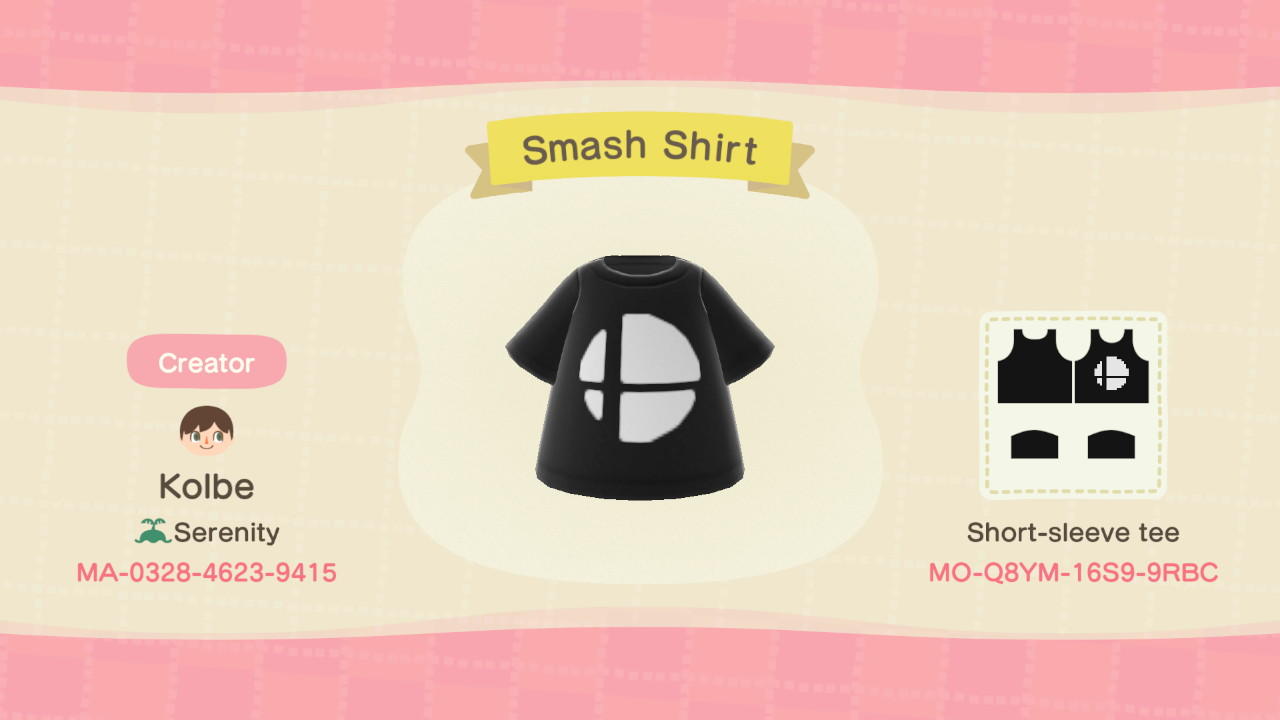 Smash Shirt
Creator
Kolbe
Serenity
MA-0328-4623-9415
Short-sleeve tee
MO-Q8YM-16S9-9RBC